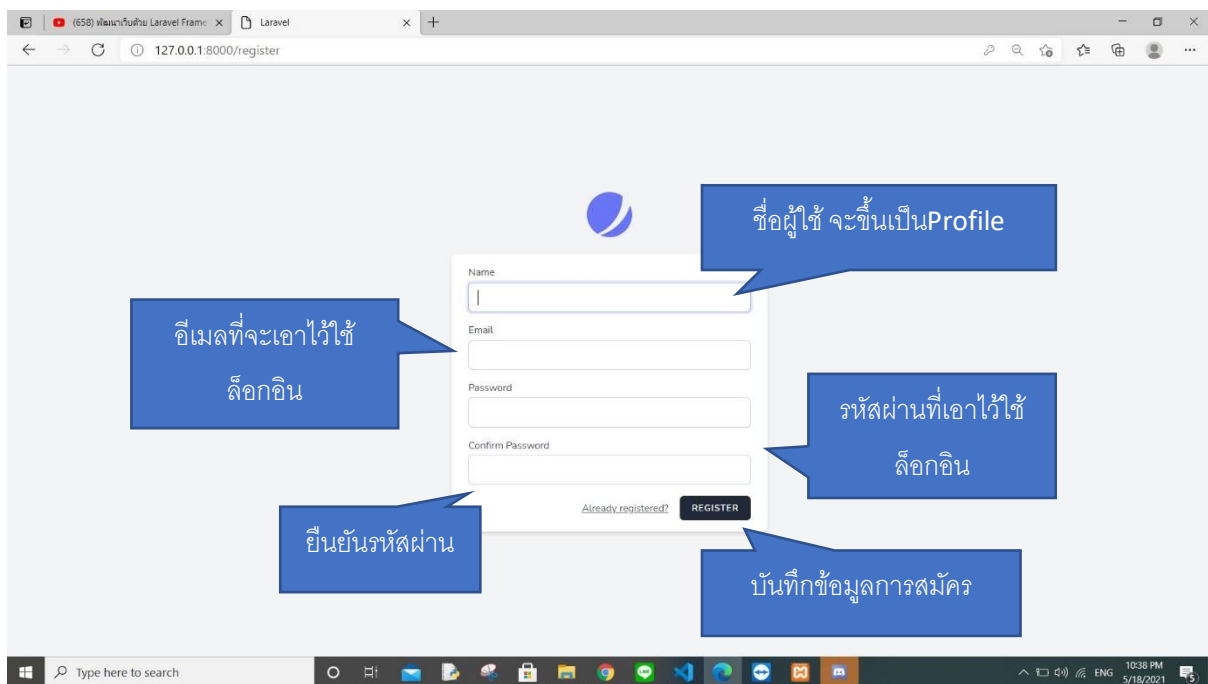 (658) พัฒนาเว็บด้วย Laravel Frame
Laravel
127.0.0.1:8000/register
ชื่อผู้ใช้ จะขึ้นเป็นProfile
Name
อีเมลที่จะเอาไว้ใช้
ล็อกอิน
Email
Password
รหัสผ่านที่เอาไว้ใช้
ล็อกอิน
Confirm Password
Already registered?
REGISTER
ยืนยันรหัสผ่าน
บันทึกข้อมูลการสมัคร
Type here to search
ENG
10:38 PM
5/18/2021
5